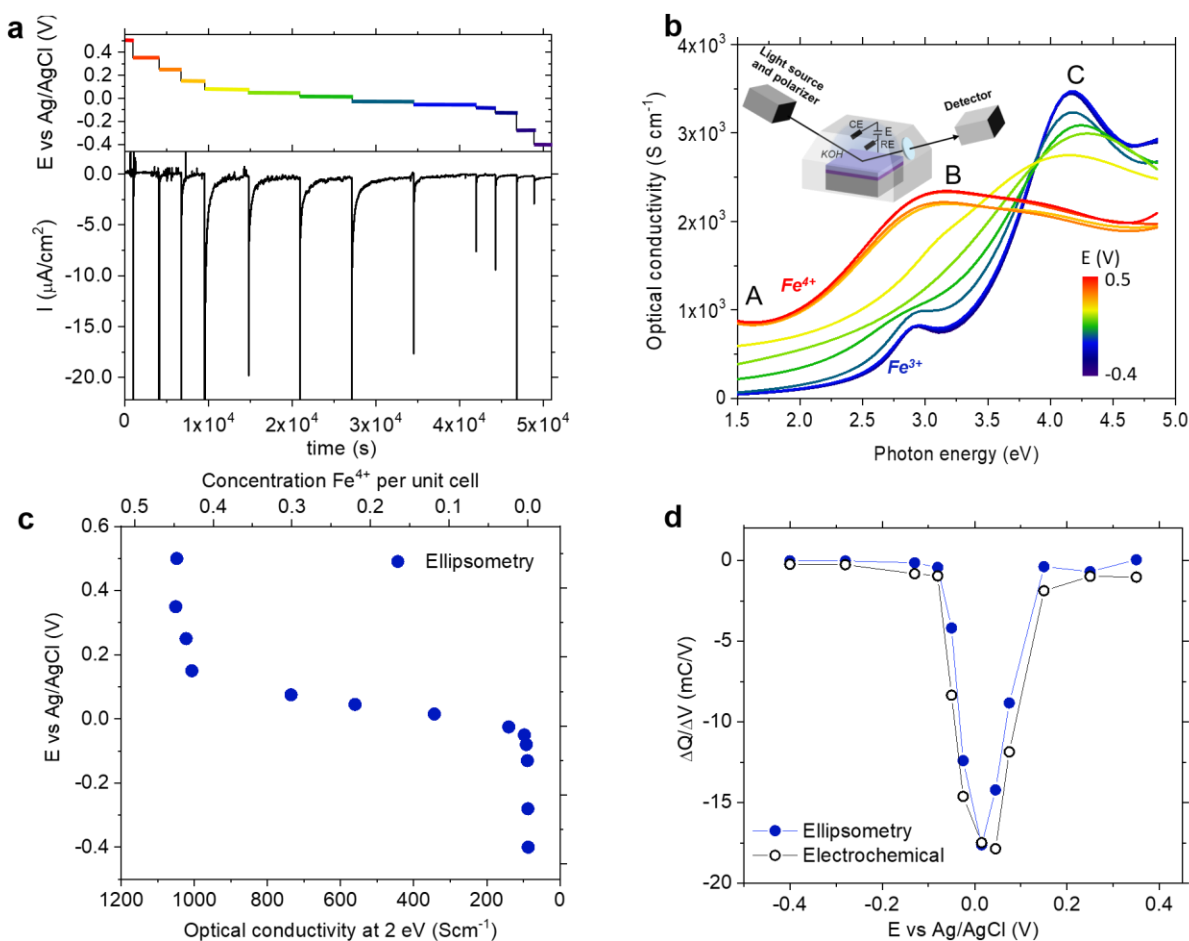 a
E vs Ag/AgCl (V)
0.4
0.2
0.0
-0.2
-0.4
I (μA/cm²)
0.0
-5.0
-10.0
-15.0
-20.0
0
1x10⁴
2x10⁴
3x10⁴
4x10⁴
5x10⁴
time (s)
b
Optical conductivity (S cm⁻¹)
4x10³
3x10³
2x10³
1x10³
0
Light source
and polarizer
Detector
CE
E
RE
KOH
A
B
C
Fe⁴⁺
Fe³⁺
E (V)
0.5
-0.4
1.5
2.0
2.5
3.0
3.5
4.0
4.5
5.0
Photon energy (eV)
c
Concentration Fe⁴⁺ per unit cell
0.5
0.4
0.3
0.2
0.1
0.0
E vs Ag/AgCl (V)
0.6
0.4
0.2
0.0
-0.2
-0.4
Ellipsometry
1200
1000
800
600
400
200
0
Optical conductivity at 2 eV (Scm⁻¹)
d
ΔQ/ΔV (mC/V)
0
-5
-10
-15
-20
Ellipsometry
Electrochemical
-0.4
-0.2
0.0
0.2
0.4
E vs Ag/AgCl (V)